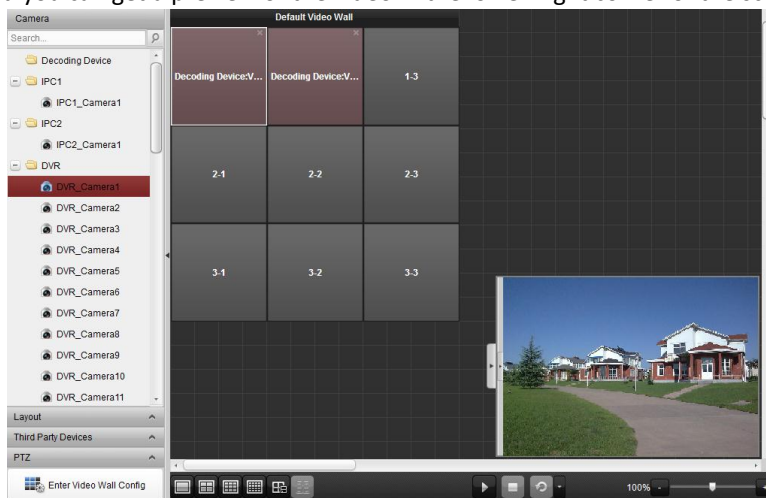 Camera
Search...
Decoding Device
IPC1
IPC1_Camera1
IPC2
IPC2_Camera1
DVR
DVR_Camera1
DVR_Camera2
DVR_Camera3
DVR_Camera4
DVR_Camera5
DVR_Camera6
DVR_Camera7
DVR_Camera8
DVR_Camera9
DVR_Camera10
DVR_Camera11
Layout
Third Party Devices
PTZ
Enter Video Wall Config
Default Video Wall
Decoding Device:V... Decoding Device:V... 1-3
2-1 2-2 2-3
3-1 3-2 3-3
100%